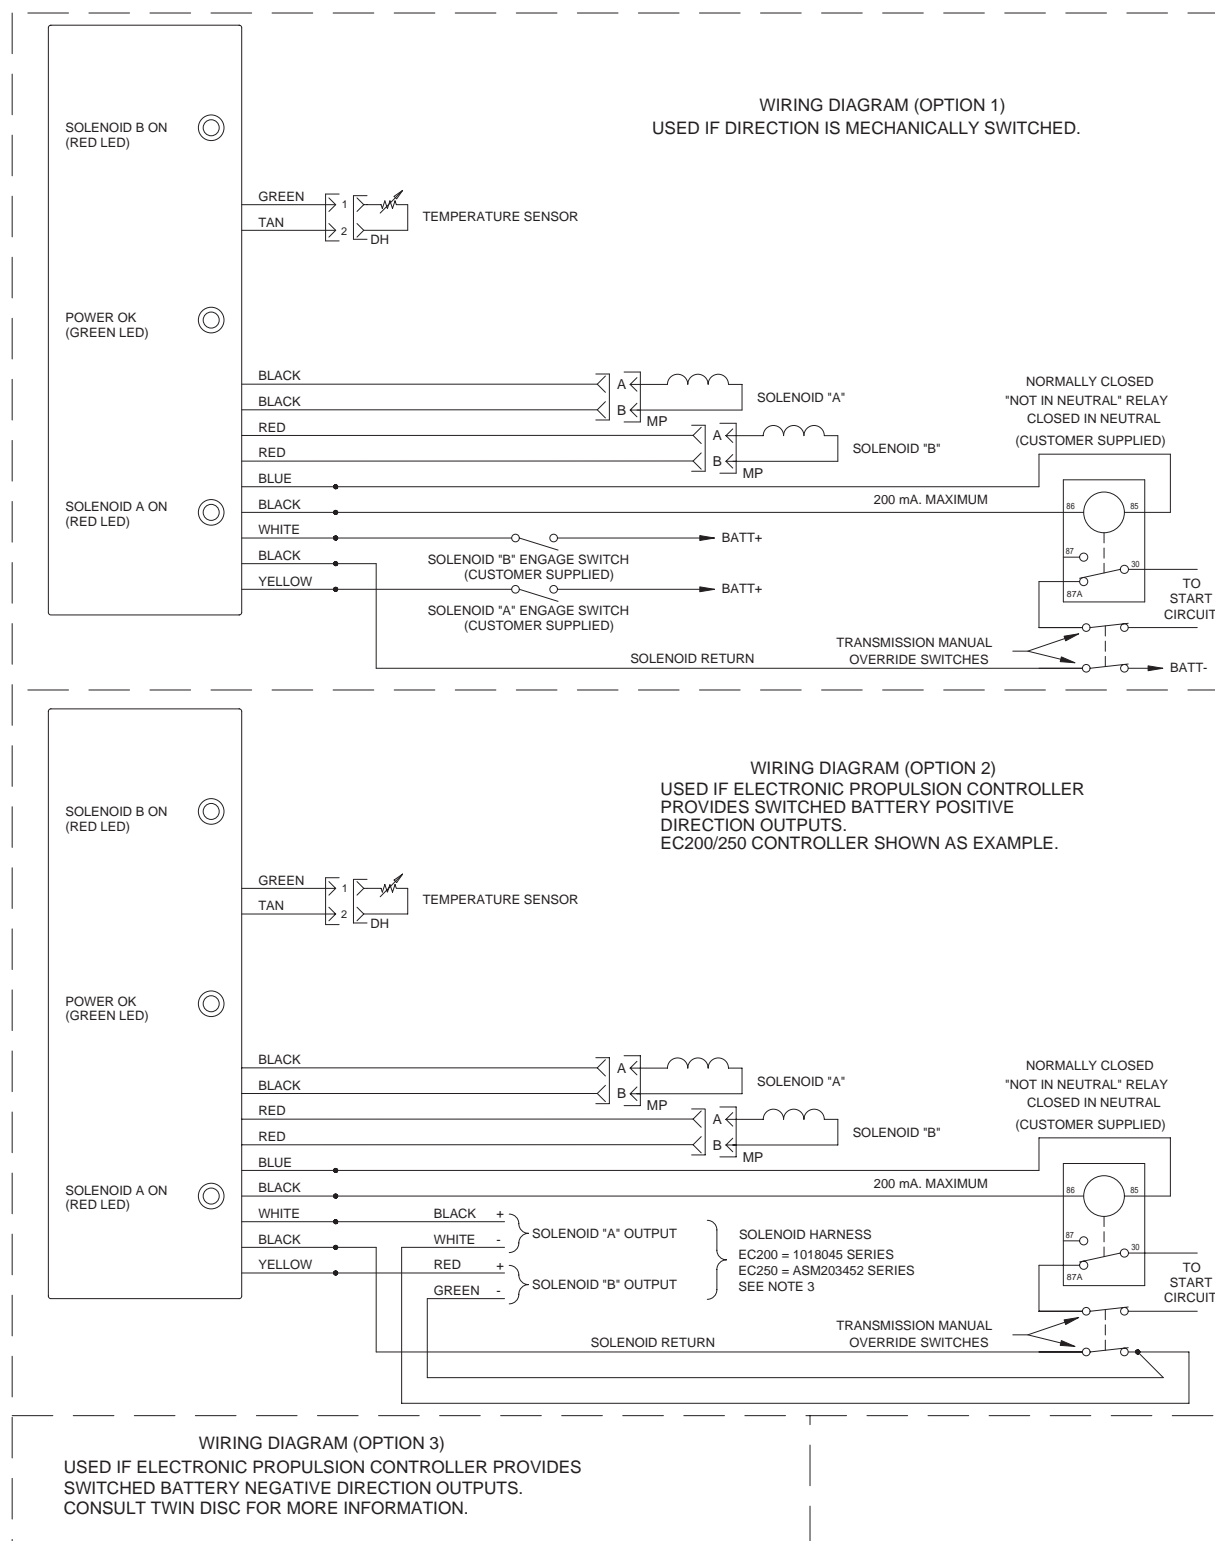 WIRING DIAGRAM (OPTION 1)
USED IF DIRECTION IS MECHANICALLY SWITCHED.
SOLENOID B ON
(RED LED)
GREEN
1
TAN
2
DH
TEMPERATURE SENSOR
POWER OK
(GREEN LED)
BLACK
A
SOLENOID "A"
BLACK
B
MP
RED
A
SOLENOID "B"
RED
B
MP
NORMALLY CLOSED
"NOT IN NEUTRAL" RELAY
CLOSED IN NEUTRAL
(CUSTOMER SUPPLIED)
BLUE
SOLENOID A ON
(RED LED)
BLACK
200 mA. MAXIMUM
86
85
WHITE
BATT+
SOLENOID "B" ENGAGE SWITCH
(CUSTOMER SUPPLIED)
87
30
BLACK
YELLOW
BATT+
SOLENOID "A" ENGAGE SWITCH
(CUSTOMER SUPPLIED)
87A
TO
START
CIRCUIT
TRANSMISSION MANUAL
OVERRIDE SWITCHES
SOLENOID RETURN
BATT-
WIRING DIAGRAM (OPTION 2)
USED IF ELECTRONIC PROPULSION CONTROLLER
PROVIDES SWITCHED BATTERY POSITIVE
DIRECTION OUTPUTS.
EC200/250 CONTROLLER SHOWN AS EXAMPLE.
SOLENOID B ON
(RED LED)
GREEN
1
TAN
2
DH
TEMPERATURE SENSOR
POWER OK
(GREEN LED)
BLACK
A
SOLENOID "A"
BLACK
B
MP
RED
A
SOLENOID "B"
RED
B
MP
NORMALLY CLOSED
"NOT IN NEUTRAL" RELAY
CLOSED IN NEUTRAL
(CUSTOMER SUPPLIED)
BLUE
SOLENOID A ON
(RED LED)
BLACK
200 mA. MAXIMUM
86
85
WHITE
BLACK +
WHITE -
SOLENOID "A" OUTPUT
BLACK
YELLOW
RED +
GREEN -
SOLENOID "B" OUTPUT
SOLENOID HARNESS
EC200 = 1018045 SERIES
EC250 = ASM203452 SERIES
SEE NOTE 3
87
30
87A
TO
START
CIRCUIT
TRANSMISSION MANUAL
OVERRIDE SWITCHES
SOLENOID RETURN
WIRING DIAGRAM (OPTION 3)
USED IF ELECTRONIC PROPULSION CONTROLLER PROVIDES
SWITCHED BATTERY NEGATIVE DIRECTION OUTPUTS.
CONSULT TWIN DISC FOR MORE INFORMATION.